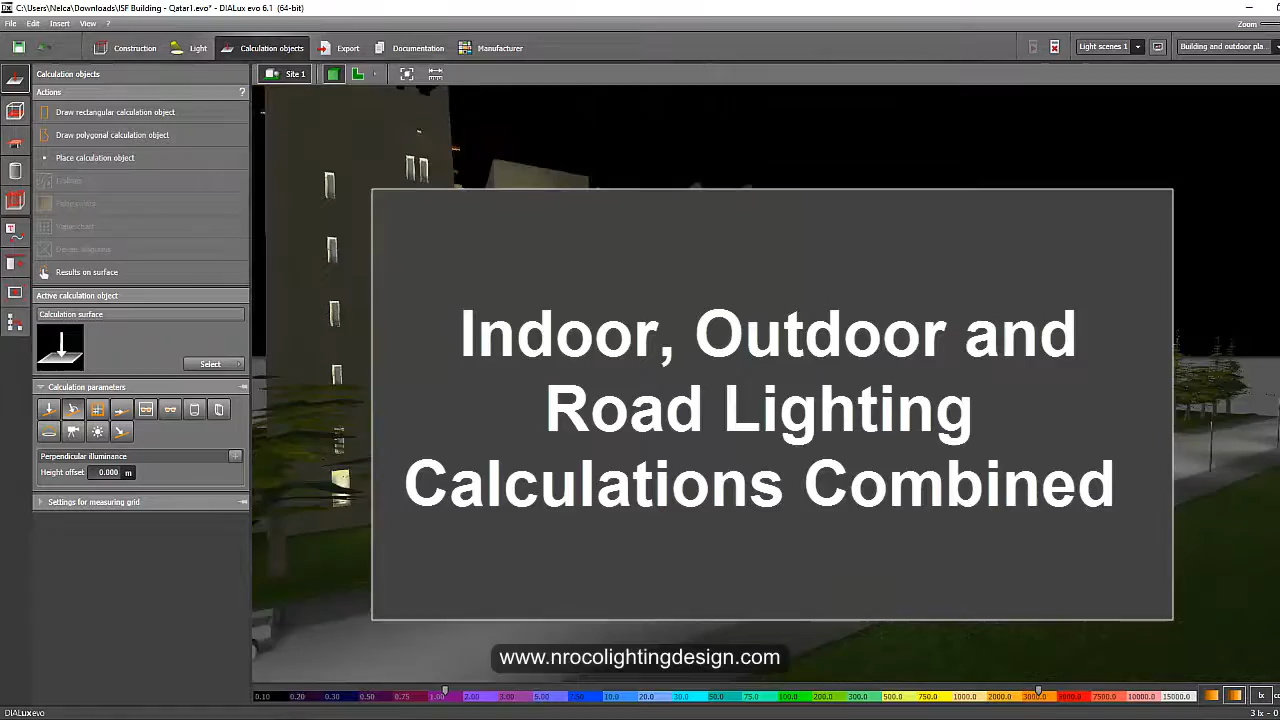 C:\Users\Nelca\Downloads\ISF Building - Qatar1.evo* - DIALux evo 6.1 (64-bit)
File Edit Insert View ?
Zoom
Construction Light Calculation objects Export Documentation Manufacturer
Light scenes 1
Building and outdoor pla
Calculation objects
Site 1
Actions ?
Draw rectangular calculation object
Draw polygonal calculation object
Place calculation object
Results on surface
Active calculation object
Calculation surface
Select
Calculation parameters
Perpendicular illuminance
Height offset 0.000 m
Settings for measuring grid
Indoor, Outdoor and
Road Lighting
Calculations Combined
www.nrocolightingdesign.com
0.10 0.20 0.30 0.50 0.75 1.00 2.00 3.00 5.00 7.50 10.0 20.0 30.0 50.0 75.0 100.0 200.0 300.0 500.0 750.0 1000.0 2000.0 3000.0 5000.0 7500.0 10000.0 15000.0 lx
DIALux evo